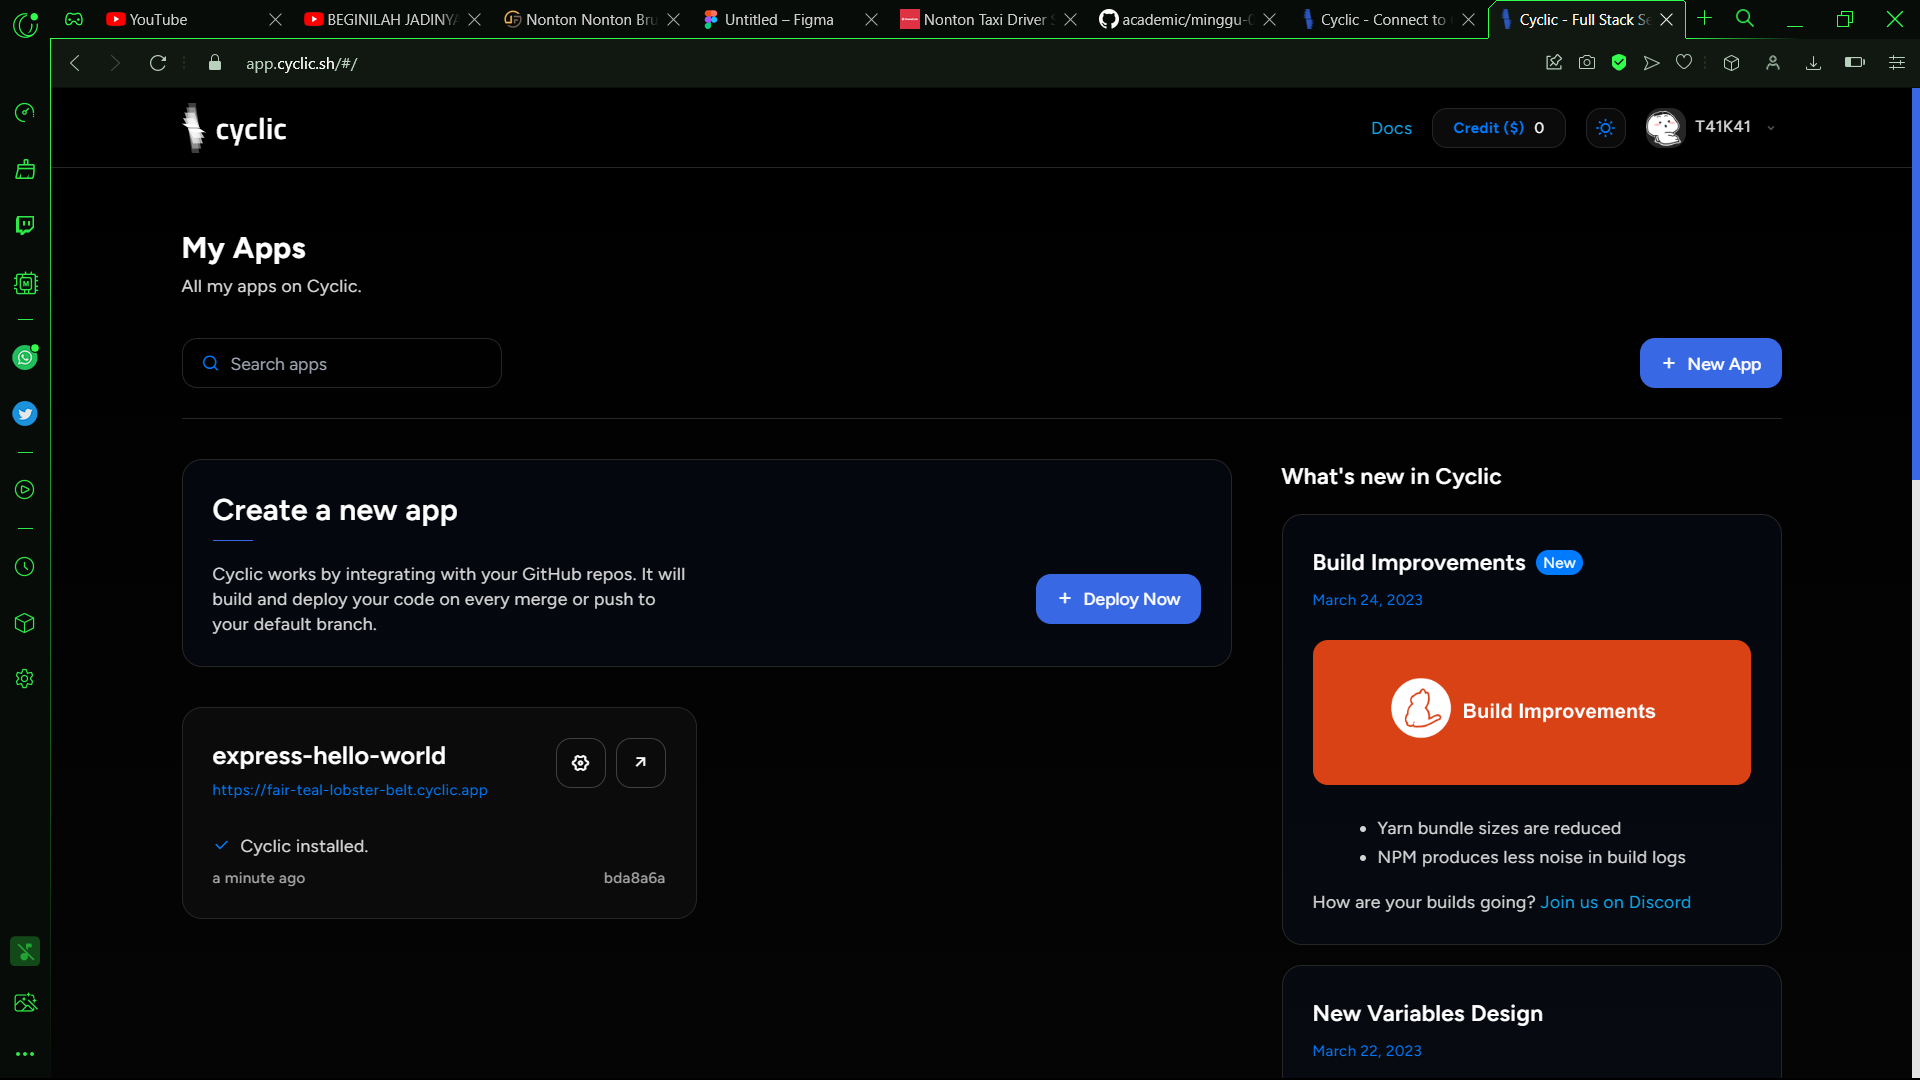 YouTube
BEGINILAH JADINYA
Nonton Nonton Bru
Untitled – Figma
Nonton Taxi Driver
academic/minggu-0
Cyclic - Connect to
Cyclic - Full Stack Se
app.cyclic.sh/#/
cyclic
Docs
Credit ($) 0
T41K41
My Apps
All my apps on Cyclic.
Search apps
+ New App
Create a new app
Cyclic works by integrating with your GitHub repos. It will
build and deploy your code on every merge or push to
your default branch.
+ Deploy Now
express-hello-world
https://fair-teal-lobster-belt.cyclic.app
Cyclic installed.
a minute ago
bda8a6a
What's new in Cyclic
Build Improvements New
March 24, 2023
Build Improvements
• Yarn bundle sizes are reduced
• NPM produces less noise in build logs
How are your builds going? Join us on Discord
New Variables Design
March 22, 2023